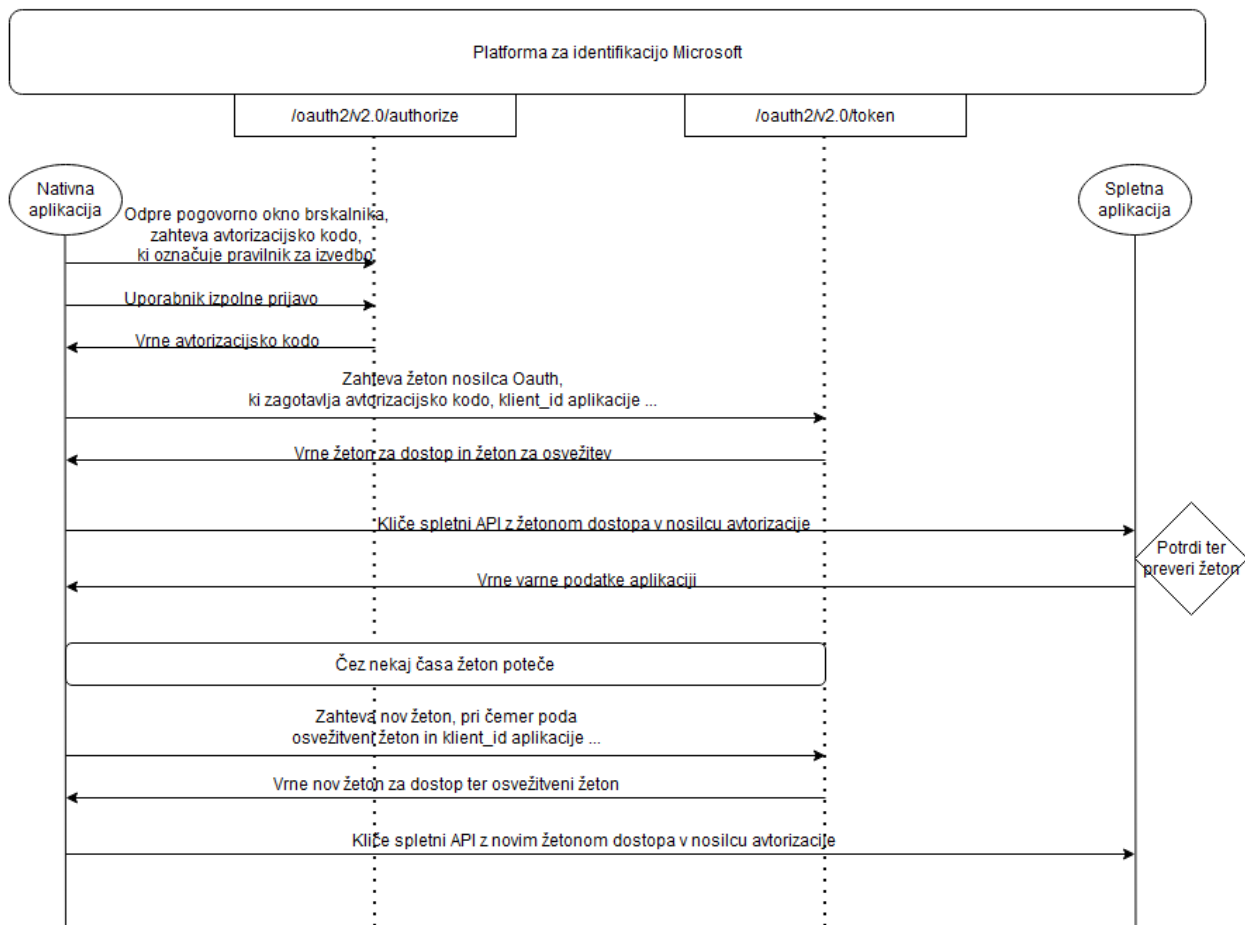 Platforma za identifikacijo Microsoft
/oauth2/v2.0/authorize
/oauth2/v2.0/token
Nativna
aplikacija
Spletna
aplikacija
Odpre pogovorno okno brskalnika,
zahteva avtorizacijsko kodo,
ki označuje pravilnik za izvedbo
Uporabnik izpolne prijavo
Vrne avtorizacijsko kodo
Zahteva žeton nosilca Oauth,
ki zagotavlja avtorizacijsko kodo, klient_id aplikacije ...
Vrne žeton za dostop in žeton za osvežitev
Kliče spletni API z žetonom dostopa v nosilcu avtorizacije
Potrdi ter
preveri žeton
Vrne varne podatke aplikaciji
Čez nekaj časa žeton poteče
Zahteva nov žeton, pri čemer poda
osvežitveni žeton in klient_id aplikacije ...
Vrne nov žeton za dostop ter osvežitveni žeton
Kliče spletni API z novim žetonom dostopa v nosilcu avtorizacije